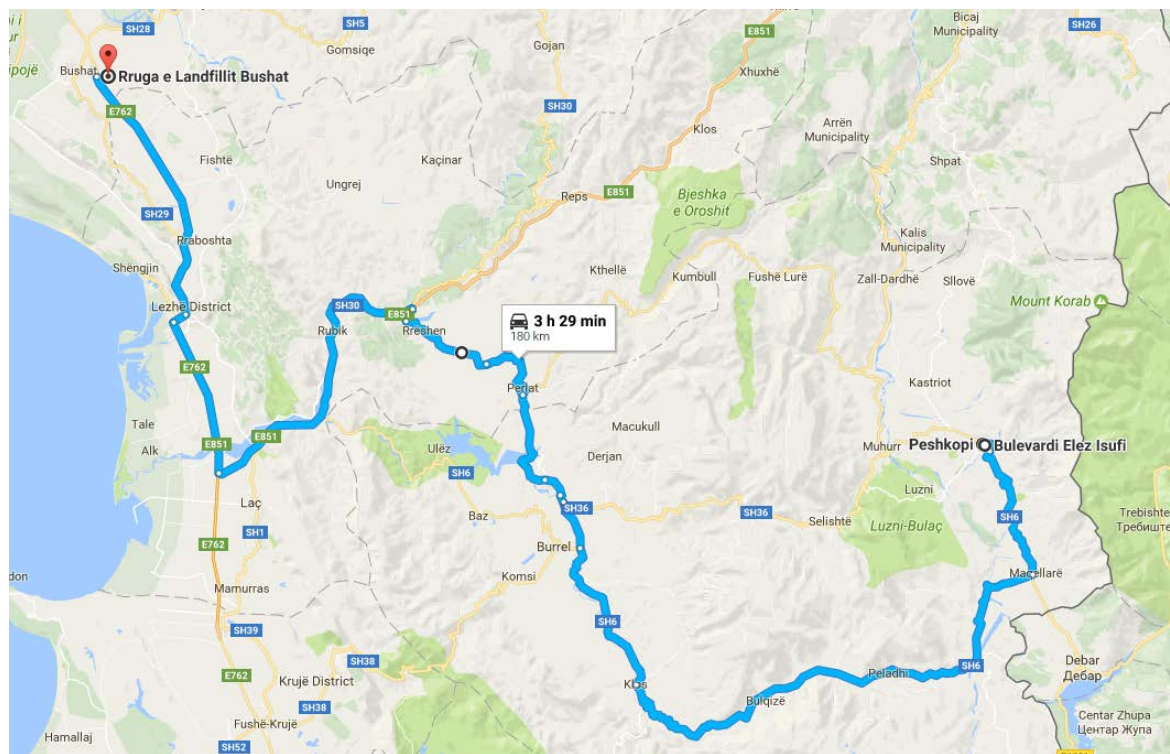 SH28
SH5
Gomsiqe
Gojan
E851
Bicaj
Municipality
SH26
Bushat
Rruga e Landfillit Bushat
E762
SH30
Xhuxhë
Klos
Arrën
Municipality
Shpat
Fishtë
Kaçinar
Ungrej
Reps
E851
Bjeshka
e Oroshit
SH29
Rraboshta
Kalis
Municipality
Shëngjin
Kthellë
Kumbull
Fushë Lurë
Zall-Dardhë
Sllovë
Mount Korab
Lezhë District
SH30
E851
Rubik
Rreshen
3 h 29 min
180 km
E762
Perlat
Kastriot
Tale
Alk
E851
E851
Ulëz
Macukull
Derjan
Muhurr
Peshkopi
Bulevardi Elez Isufi
SH6
Luzni
Laç
SH36
SH36
SH6
Baz
Selishtë
Luzni-Bulaç
Trebishte
Требиште
SH1
E762
Burrel
Komsi
Maqellarë
Mamurras
SH39
SH6
SH38
Krujë District
Klos
Peladhi
SH6
Debar
Дебар
Bulqizë
SH38
E762
Fushë-Krujë
Centar Zhupa
Центар Жупа
Hamallaj
SH52